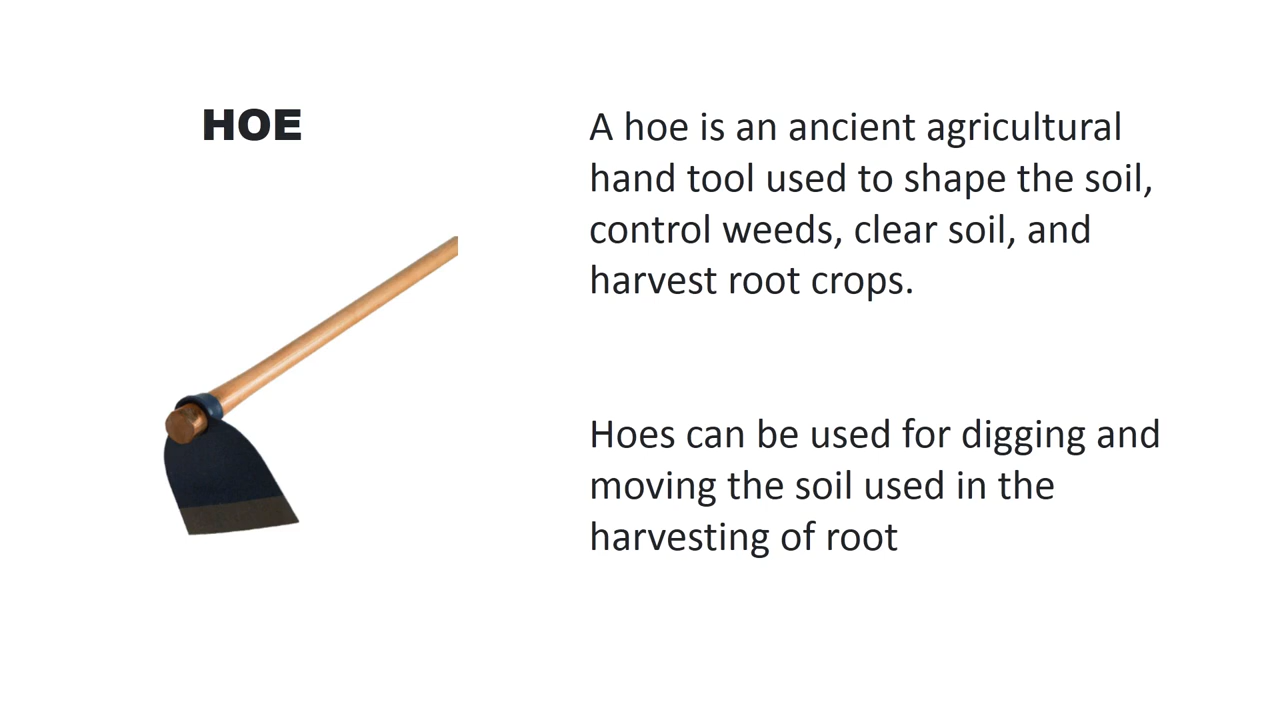 HOE
A hoe is an ancient agricultural
hand tool used to shape the soil,
control weeds, clear soil, and
harvest root crops.
Hoes can be used for digging and
moving the soil used in the
harvesting of root